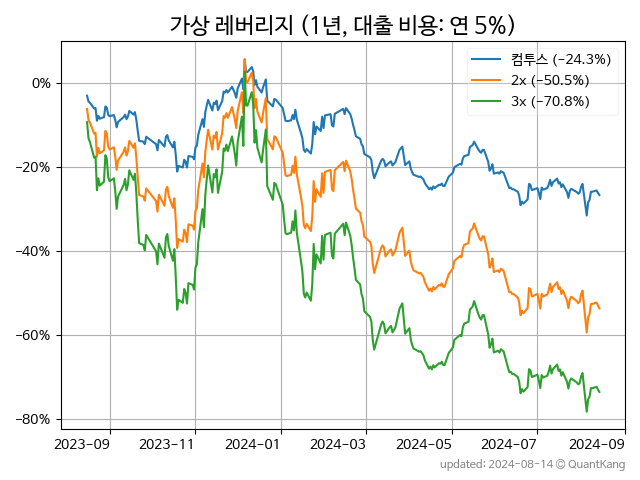 가상 레버리지 (1년, 대출 비용: 연 5%)
컴투스 (−24.3%)
2x (−50.5%)
3x (−70.8%)
0%
−20%
−40%
−60%
−80%
2023−09 2023−11 2024−01 2024−03 2024−05 2024−07 2024−09
updated: 2024−08−14 © QuantKang